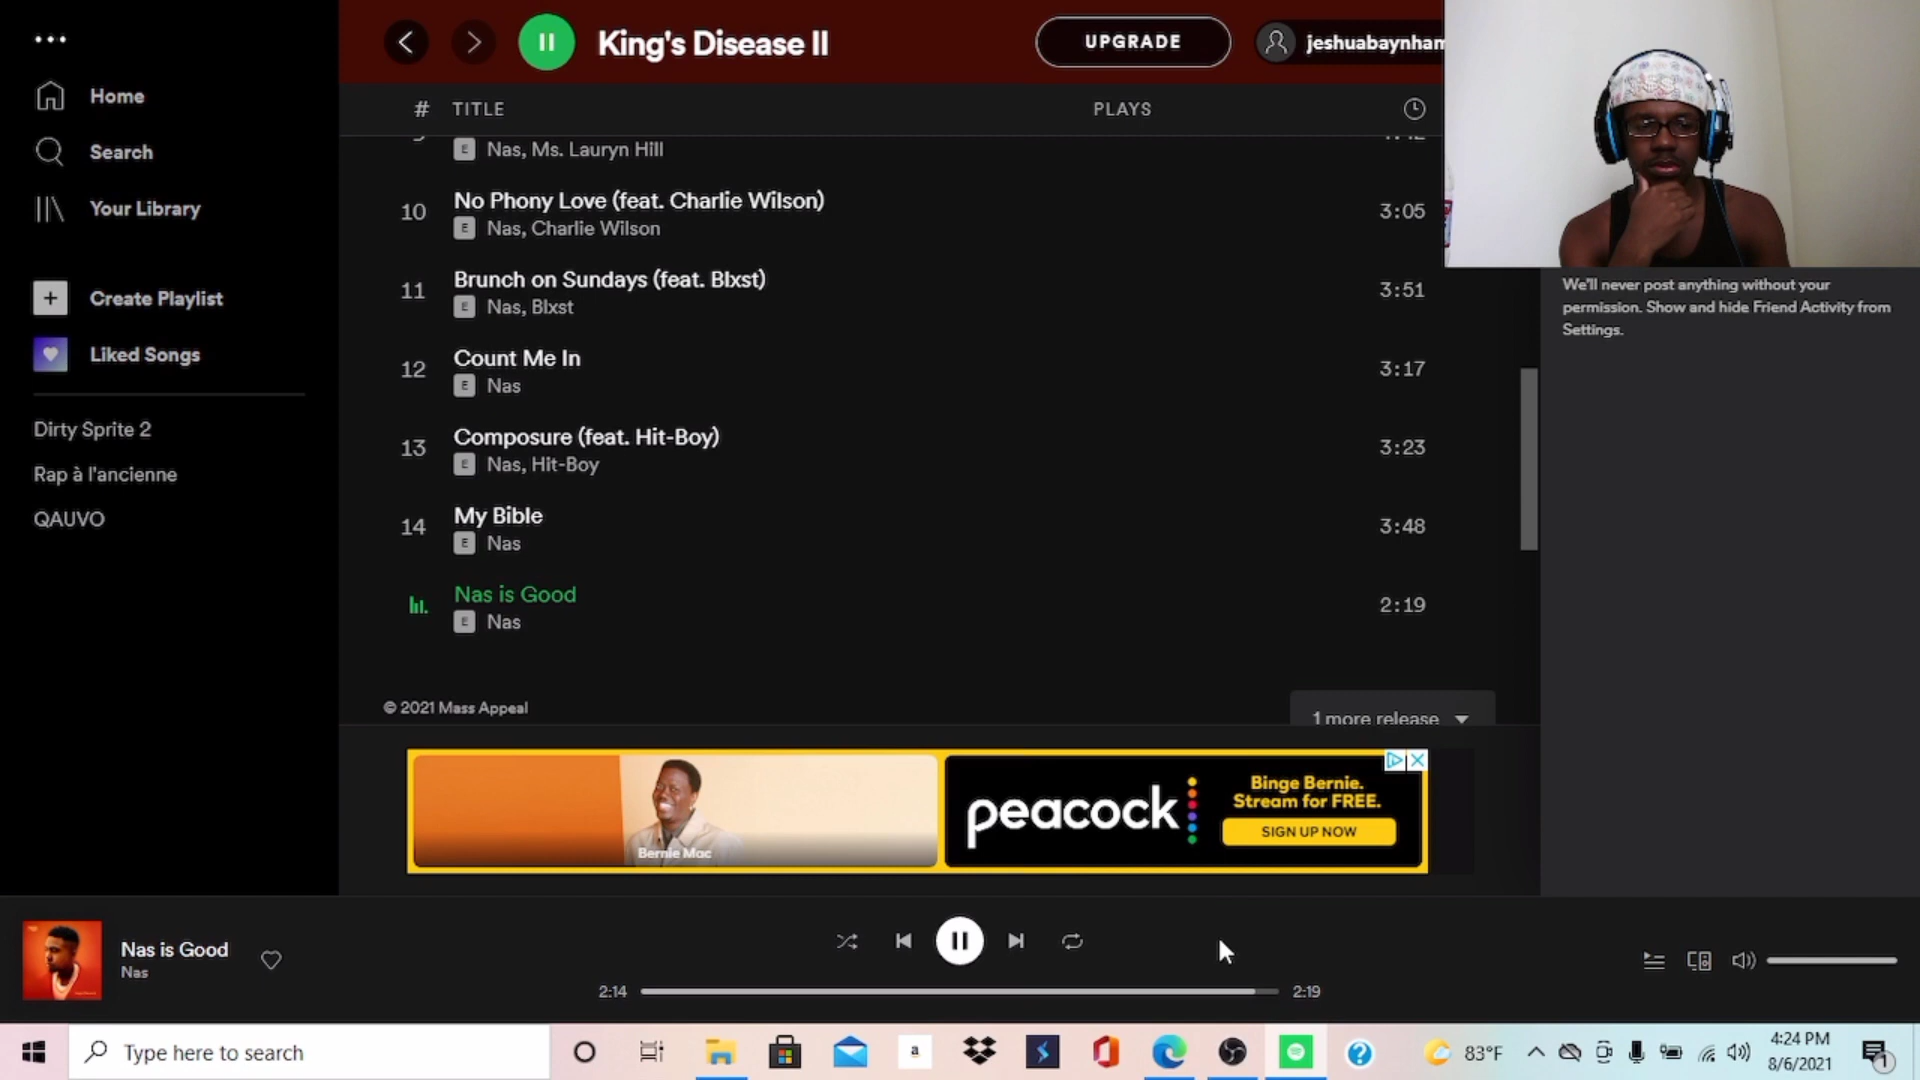 Home
Search
Your Library
Create Playlist
Liked Songs
Dirty Sprite 2
Rap à l'ancienne
QAUVO
King's Disease II
UPGRADE
jeshuabaynham
# TITLE PLAYS
E Nas, Ms. Lauryn Hill
10 No Phony Love (feat. Charlie Wilson) 3:05
E Nas, Charlie Wilson
11 Brunch on Sundays (feat. Blxst) 3:51
E Nas, Blxst
12 Count Me In 3:17
E Nas
13 Composure (feat. Hit-Boy) 3:23
E Nas, Hit-Boy
14 My Bible 3:48
E Nas
Nas is Good 2:19
E Nas
© 2021 Mass Appeal
1 more release
We'll never post anything without your
permission. Show and hide Friend Activity from
Settings.
Bernie Mac
peacock
Binge Bernie.
Stream for FREE.
SIGN UP NOW
Nas is Good
Nas
2:14 2:19
Type here to search
a
83°F
4:24 PM
8/6/2021
1